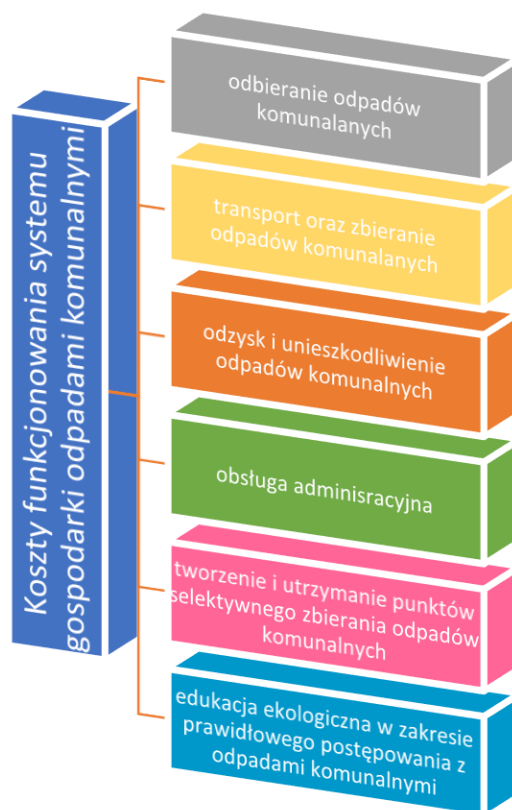 Koszty funkcjonowania systemu
gospodarki odpadami komunalnymi
odbieranie odpadów
komunalanych
transport oraz zbieranie
odpadów komunalanych
odzysk i unieszkodliwienie
odpadów komunalnych
obsługa adminisracyjna
tworzenie i utrzymanie punktów
selektywnego zbierania odpadów
komunalnych
edukacja ekologiczna w zakresie
prawidłowego postępowania z
odpadami komunalnymi